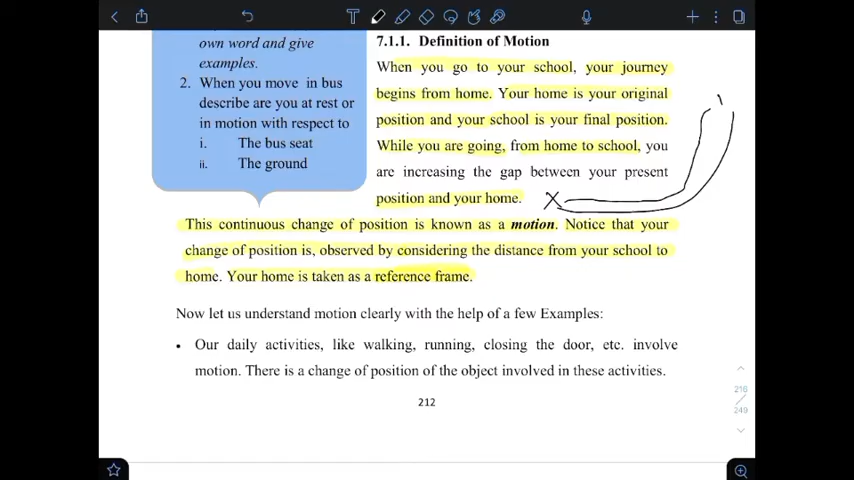 own word and give
examples.
2. When you move in bus
describe are you at rest or
in motion with respect to
i. The bus seat
ii. The ground
7.1.1. Definition of Motion
When you go to your school, your journey
begins from home. Your home is your original
position and your school is your final position.
While you are going, from home to school, you
are increasing the gap between your present
position and your home.
This continuous change of position is known as a motion. Notice that your
change of position is, observed by considering the distance from your school to
home. Your home is taken as a reference frame.
Now let us understand motion clearly with the help of a few Examples:
• Our daily activities, like walking, running, closing the door, etc. involve
motion. There is a change of position of the object involved in these activities.
212
216
/
249